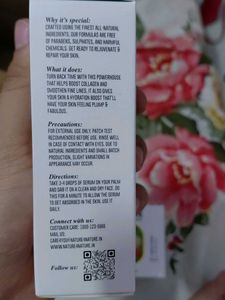 Why it's special:
CRAFTED USING THE FINEST ALL-NATURAL
INGREDIENTS, OUR FORMULAS ARE FREE
OF PARABENS, SULPHATES, AND HARMFUL
CHEMICALS. GET READY TO REJUVENATE &
REPAIR YOUR SKIN.
What it does:
TURN BACK TIME WITH THIS POWERHOUSE
THAT HELPS BOOST COLLAGEN AND
SMOOTHEN FINE LINES. IT ALSO GIVES
YOUR SKIN A HYDRATION BOOST THAT'LL
HAVE YOUR SKIN FEELING PLUMP &
FABULOUS.
Precautions:
FOR EXTERNAL USE ONLY. PATCH TEST
RECOMMENDED BEFORE USE. RINSE WELL
IN CASE OF CONTACT WITH EYES. DUE TO
NATURAL INGREDIENTS AND SMALL BATCH
PRODUCTION, SLIGHT VARIATIONS IN
APPEARANCE MAY OCCUR.
Directions:
TAKE 2-4 DROPS OF SERUM ON YOUR PALM
AND DAB IT ON A CLEAN AND DRY FACE. DO
THIS FOR A MINUTE TO ALLOW THE SERUM
TO GET ABSORBED IN THE SKIN. USE IT
DAILY.
Connect with us:
CUSTOMER CARE: 1800-123-
MAIL US:
Follow us: